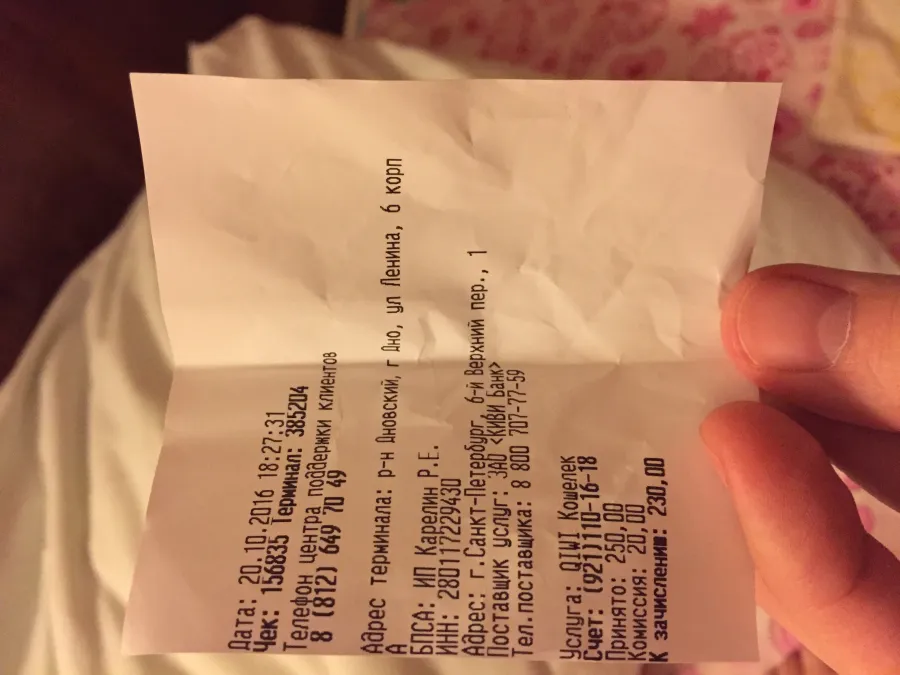 Дата: 20.10.2016 18:27:31
Чек: 156835 Терминал: 385204
Телефон центра поддержки клиентов
8 (812) 649 70 49
Адрес терминала: р-н Дновский, г Дно, ул Ленина, 6 корп
А
БПСА: ИП Карелин Р.Е.
ИНН: 280117229430
Адрес: г.Санкт-Петербург, 6-й Верхний пер., 1
Поставщик услуг: ЗАО <КИВИ Банк>
Тел.поставщика: 8 800 707-77-59
Услуга: QIWI Кошелек
Счет: (921)110-16-18
Принято: 250,00
Комиссия: 20,00
К зачислению: 230,00